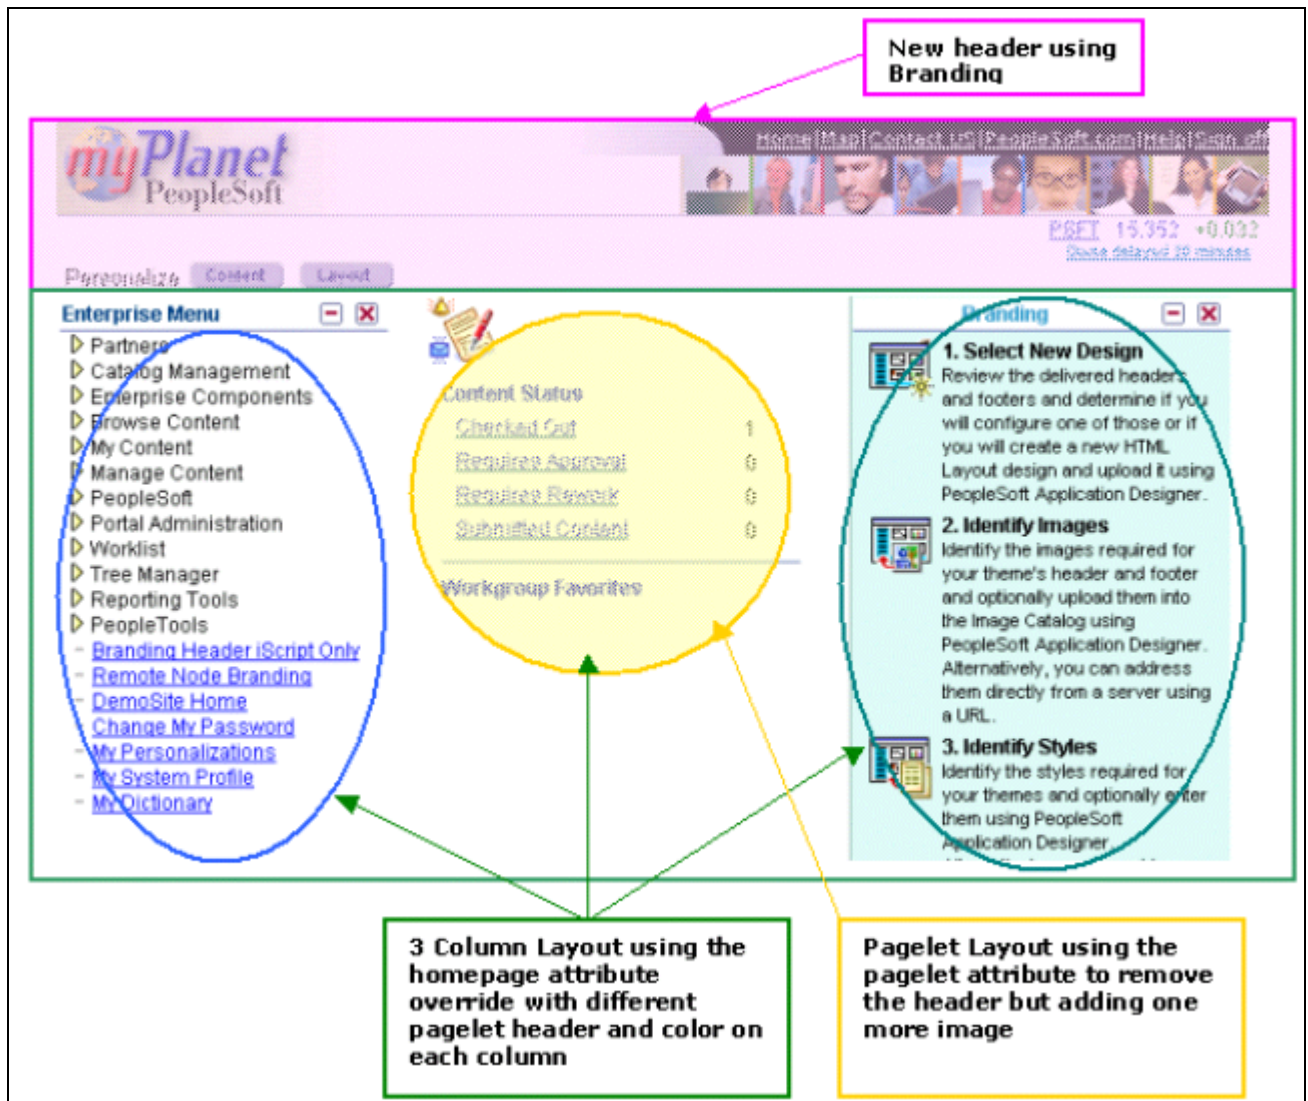 New header using
Branding
myPlanet
PeopleSoft
Home|Map|Contact US|PeopleSoft.com|Help|Sign off
PSFT 15.352 +0.032
Quote delayed 20 minutes
Personalize Content Layout
Enterprise Menu
Partners
Catalog Management
Enterprise Components
Browse Content
My Content
Manage Content
PeopleSoft
Portal Administration
Worklist
Tree Manager
Reporting Tools
PeopleTools
Branding Header iScript Only
Remote Node Branding
DemoSite Home
Change My Password
My Personalizations
My System Profile
My Dictionary
Content Status
Checked Out 1
Requires Approval 0
Requires Rework 0
Submitted Content 0
Workgroup Favorites
Branding
1. Select New Design
Review the delivered headers
and footers and determine if you
will configure one of those or if
you will create a new HTML
Layout design and upload it using
PeopleSoft Application Designer.
2. Identify Images
Identify the images required for
your theme's header and footer
and optionally upload them into
the Image Catalog using
PeopleSoft Application Designer.
Alternatively, you can address
them directly from a server using
a URL.
3. Identify Styles
Identify the styles required for
your themes and optionally enter
them using PeopleSoft
Application Designer.
3 Column Layout using the
homepage attribute
override with different
pagelet header and color on
each column
Pagelet Layout using the
pagelet attribute to remove
the header but adding one
more image